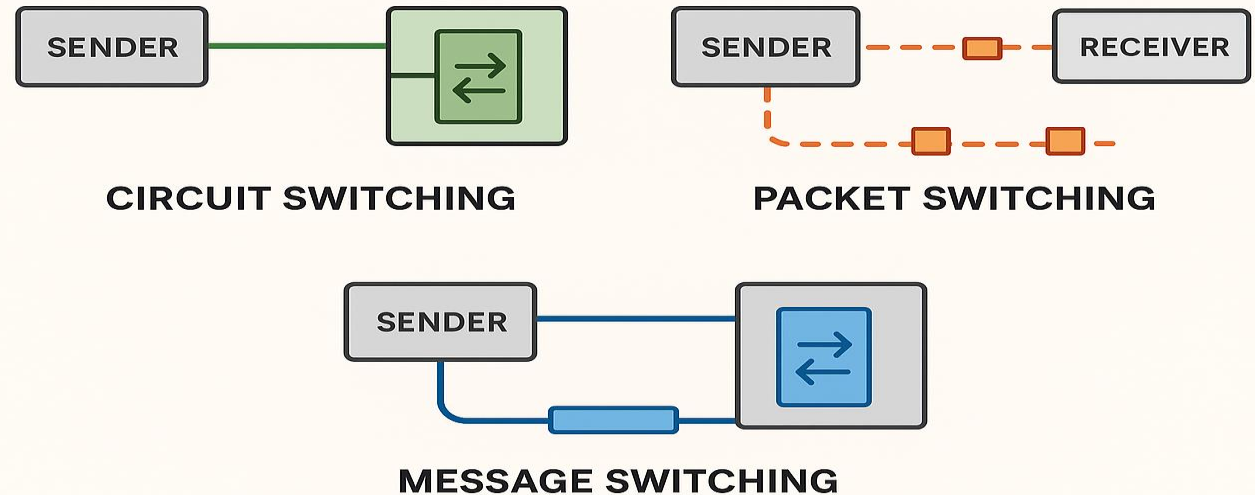 SENDER
CIRCUIT SWITCHING
SENDER
RECEIVER
PACKET SWITCHING
SENDER
MESSAGE SWITCHING